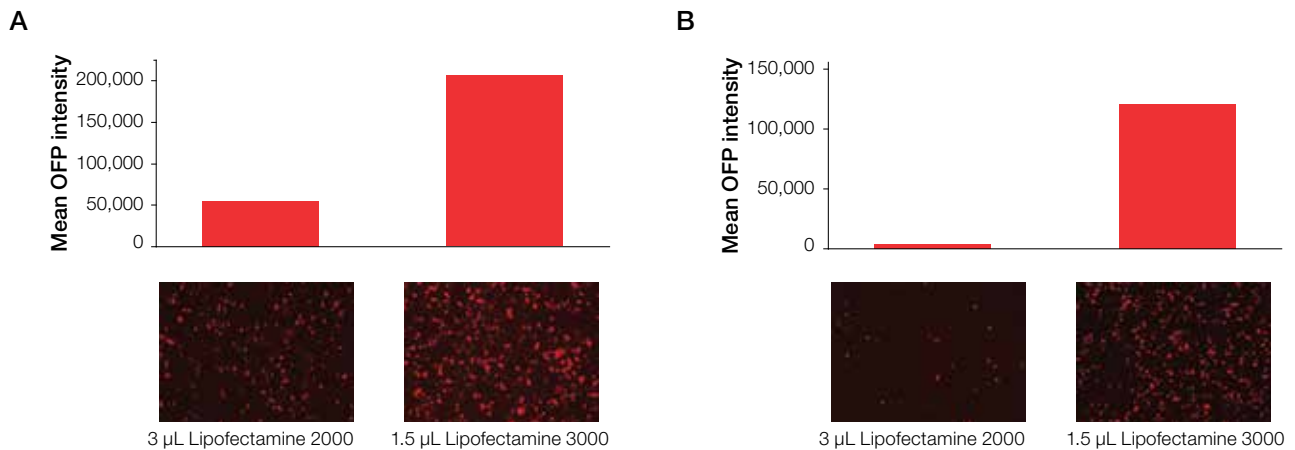 A
Mean OFP intensity
200,000
150,000
100,000
50,000
0
3 µL Lipofectamine 2000
1.5 µL Lipofectamine 3000
B
Mean OFP intensity
150,000
100,000
50,000
0
3 µL Lipofectamine 2000
1.5 µL Lipofectamine 3000